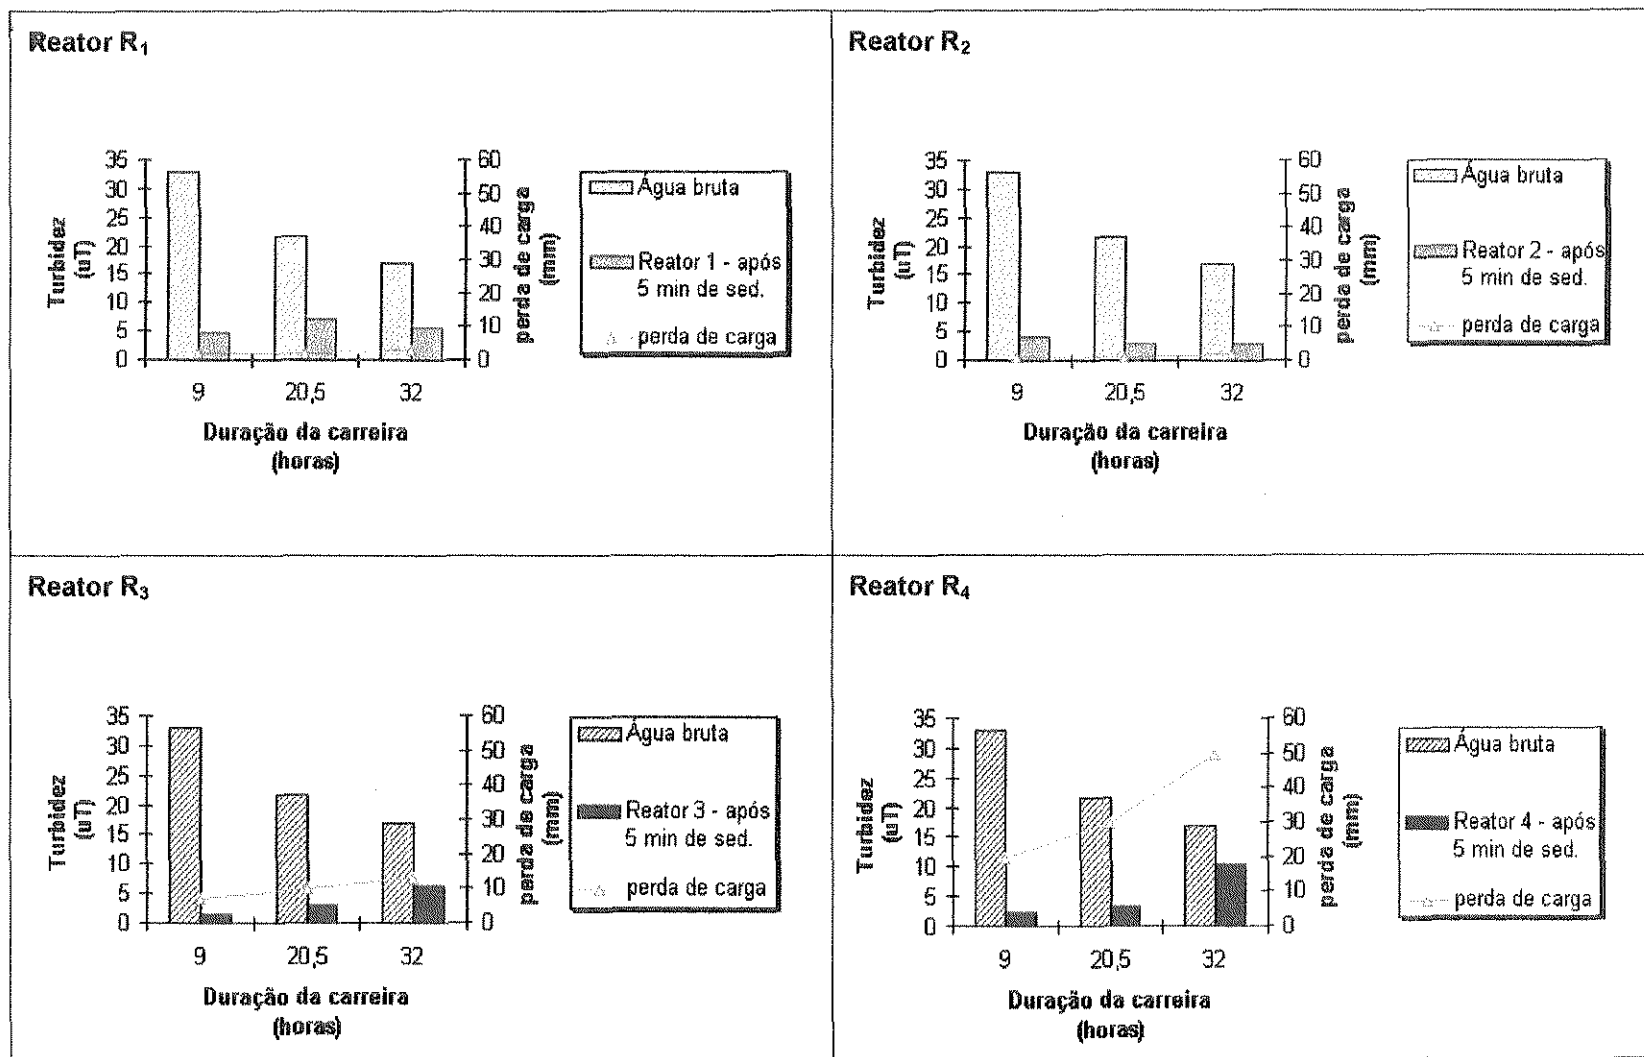 Reator R₁
35
30
25
20
15
10
5
0
Turbidez
(uT)
60
50
40
30
20
10
0
perda de carga
(mm)
9 20,5 32
Duração da carreira
(horas)
Água bruta
Reator 1 - após
5 min de sed.
perda de carga
Reator R₂
35
30
25
20
15
10
5
0
Turbidez
(uT)
60
50
40
30
20
10
0
perda de carga
(mm)
9 20,5 32
Duração da carreira
(horas)
Água bruta
Reator 2 - após
5 min de sed.
perda de carga
Reator R₃
35
30
25
20
15
10
5
0
Turbidez
(uT)
60
50
40
30
20
10
0
perda de carga
(mm)
9 20,5 32
Duração da carreira
(horas)
Água bruta
Reator 3 - após
5 min de sed.
perda de carga
Reator R₄
35
30
25
20
15
10
5
0
Turbidez
(uT)
60
50
40
30
20
10
0
perda de carga
(mm)
9 20,5 32
Duração da carreira
(horas)
Água bruta
Reator 4 - após
5 min de sed.
perda de carga